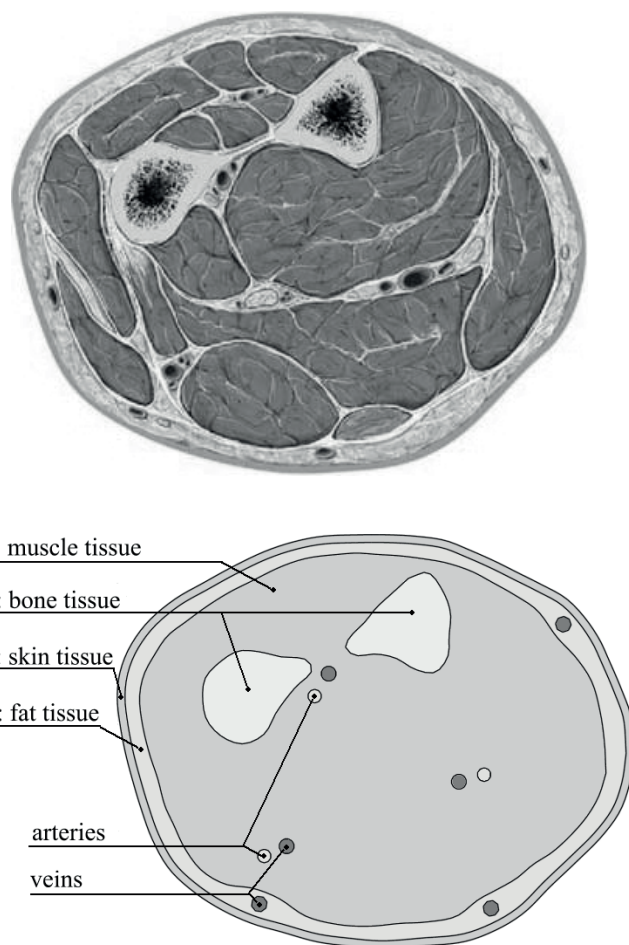 muscle tissue
: bone tissue
: skin tissue
: fat tissue
arteries
veins